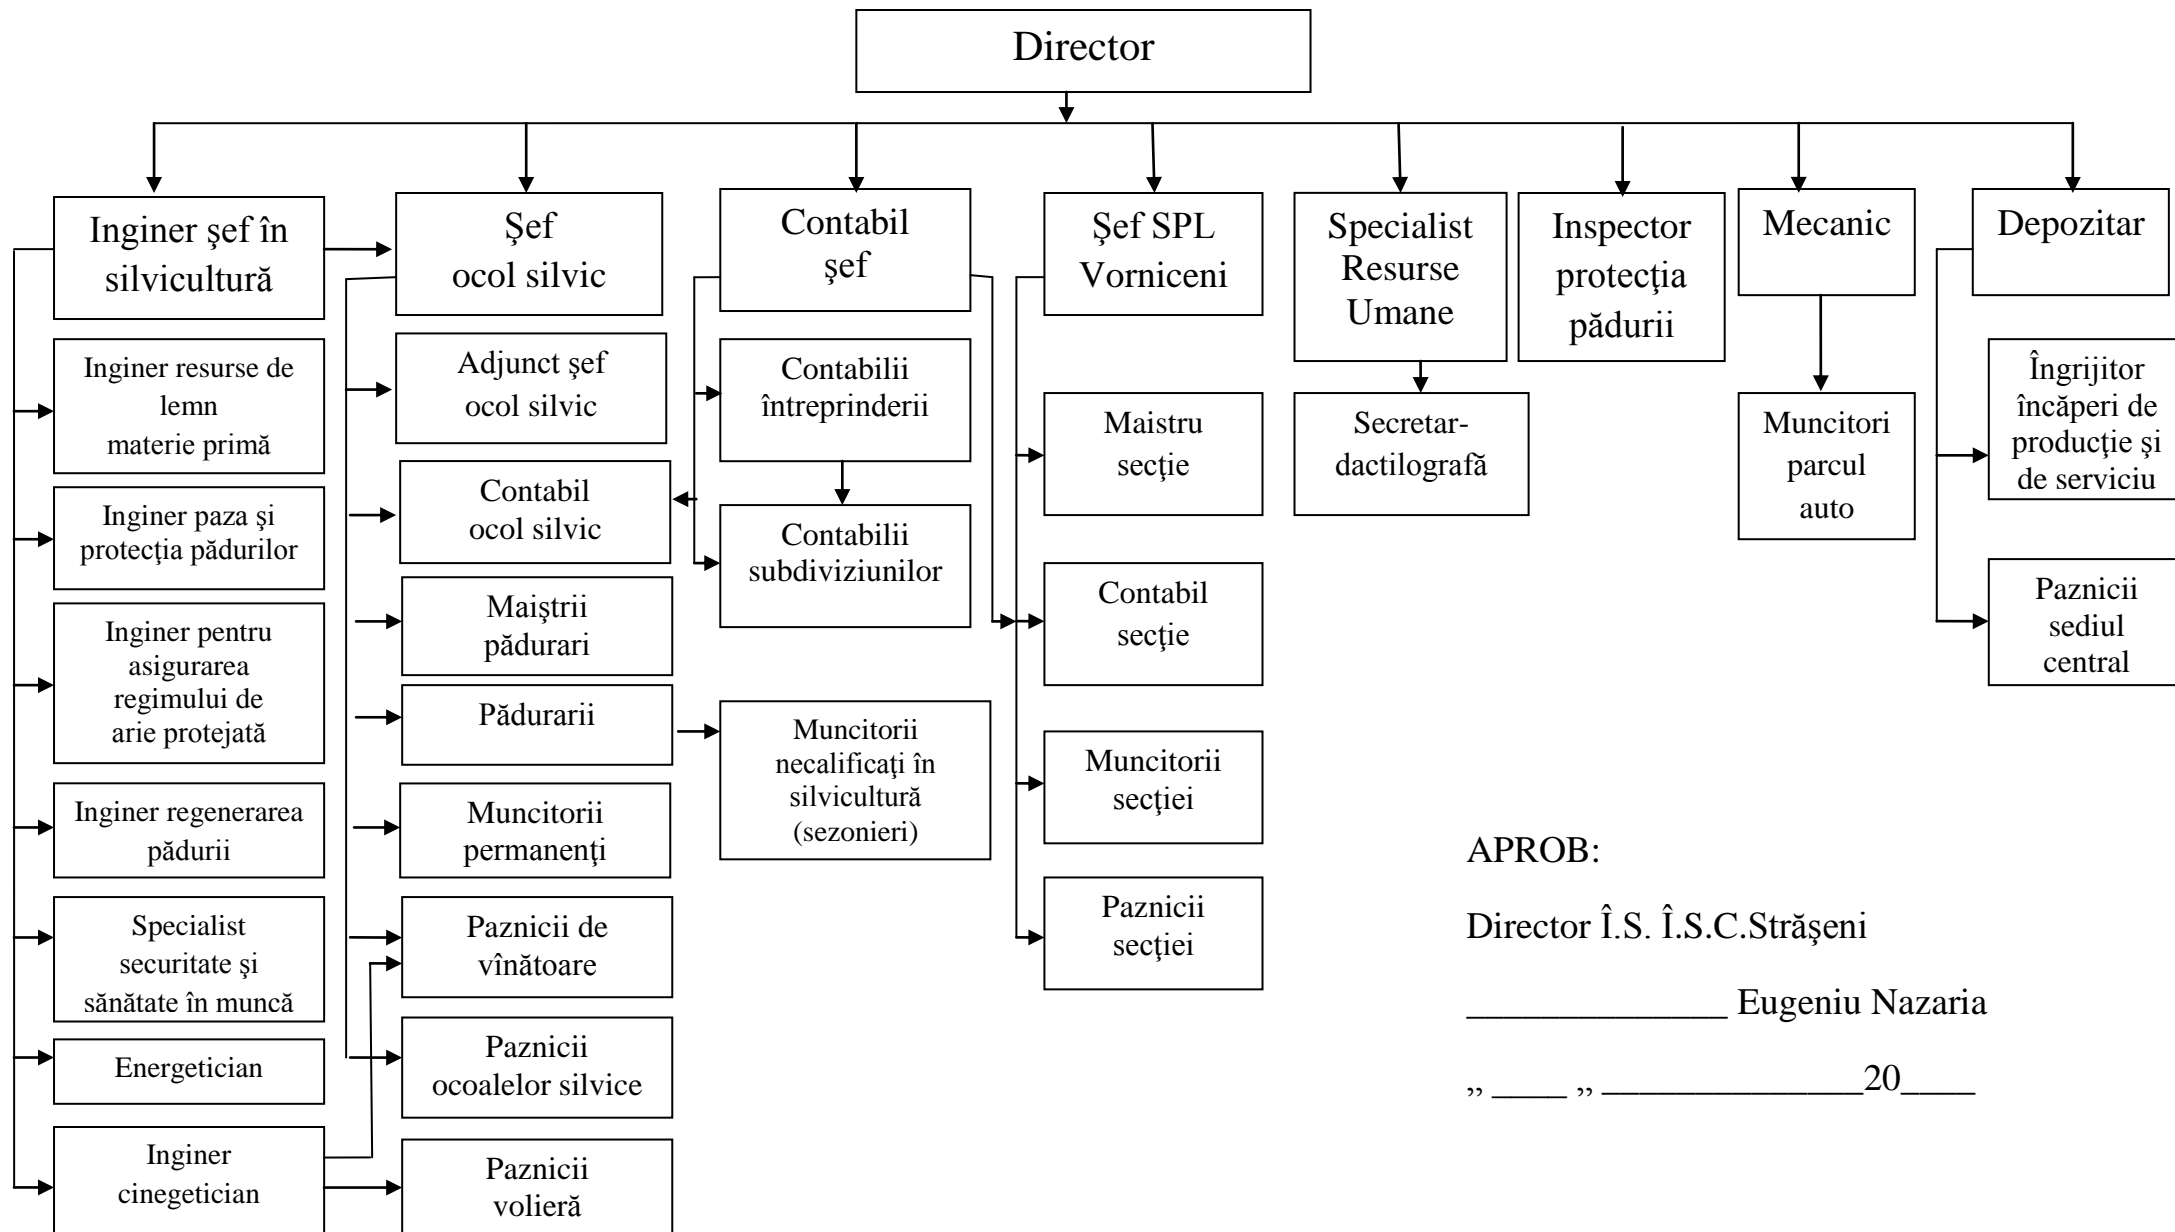 Director
Inginer şef în
silvicultură
Şef
ocol silvic
Contabil
şef
Şef SPL
Vorniceni
Specialist
Resurse
Umane
Inspector
protecţia
pădurii
Mecanic
Depozitar
Inginer resurse de
lemn
materie primă
Inginer paza şi
protecţia pădurilor
Inginer pentru
asigurarea
regimului de
arie protejată
Inginer regenerarea
pădurii
Specialist
securitate şi
sănătate în muncă
Energetician
Inginer
cinegetician
Adjunct şef
ocol silvic
Contabil
ocol silvic
Maiştrii
pădurari
Pădurarii
Muncitorii
permanenţi
Paznicii de
vînătoare
Paznicii
ocoalelor silvice
Paznicii
volieră
Contabilii
întreprinderii
Contabilii
subdiviziunilor
Muncitorii
necalificaţi în
silvicultură
(sezonieri)
Maistru
secţie
Contabil
secţie
Muncitorii
secţiei
Paznicii
secţiei
Secretar-
dactilografă
Muncitori
parcul
auto
Îngrijitor
încăperi de
producţie şi
de serviciu
Paznicii
sediul
central
APROB:
Director Î.S. Î.S.C.Străşeni
______________ Eugeniu Nazaria
,, ____ ,, ______________20____